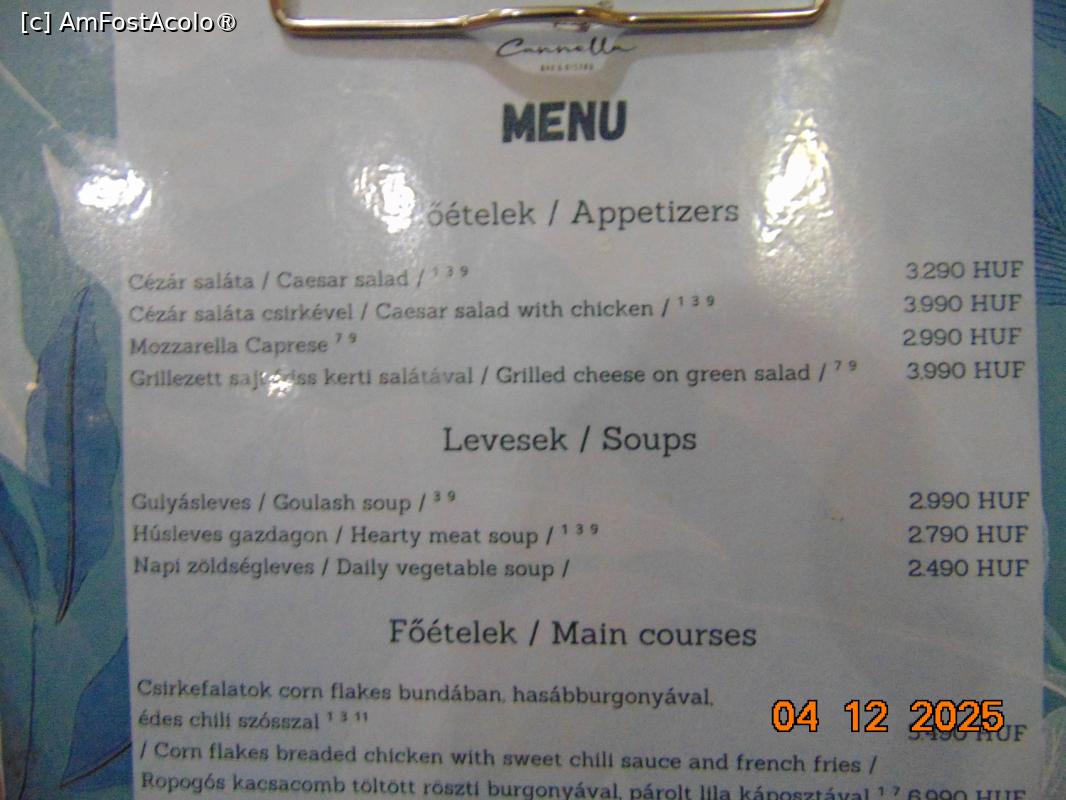 [c] AmFostAcolo®
Cannella
MENU
/ Appetizers
Cézár saláta / Caesar salad / 1 3 9 3.290 HUF
Cézár saláta csirkével / Caesar salad with chicken / 1 3 9 3.990 HUF
Mozzarella Caprese 7 9 2.990 HUF
Grillezett kerti salátával / Grilled cheese on green salad / 7 9 3.990 HUF
Levesek / Soups
Gulyásleves / Goulash soup / 3 9 2.990 HUF
Húsleves gazdagon / Hearty meat soup / 1 3 9 2.790 HUF
Napi zöldségleves / Daily vegetable soup / 2.490 HUF
Főételek / Main courses
Csirkefalatok corn flakes bundában, hasábburgonyával,
édes chili szósszal 1 3 11
04 12 2025
HUF
/ Corn flakes breaded chicken with sweet chili sauce and french fries /
Ropogós kacsacomb töltött röszti burgonyával, párolt lila káposztával 1 7 6.990 HUF